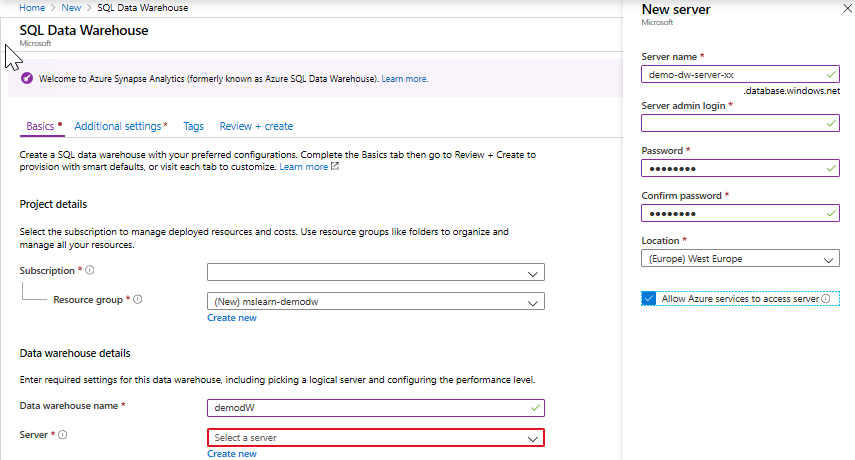 Home > New > SQL Data Warehouse
SQL Data Warehouse
Microsoft
Welcome to Azure Synapse Analytics (formerly known as Azure SQL Data Warehouse). Learn more.
Basics * Additional settings * Tags Review + create
Create a SQL data warehouse with your preferred configurations. Complete the Basics tab then go to Review + Create to
provision with smart defaults, or visit each tab to customize. Learn more
Project details
Select the subscription to manage deployed resources and costs. Use resource groups like folders to organize and
manage all your resources.
Subscription *
Resource group * (New) mslearn-demodw
Create new
Data warehouse details
Enter required settings for this data warehouse, including picking a logical server and configuring the performance level.
Data warehouse name * demodW
Server * Select a server
Create new
New server
Microsoft
Server name *
demo-dw-server-xx
.database.windows.net
Server admin login *
Password *
••••••••
Confirm password *
••••••••
Location *
(Europe) West Europe
Allow Azure services to access server